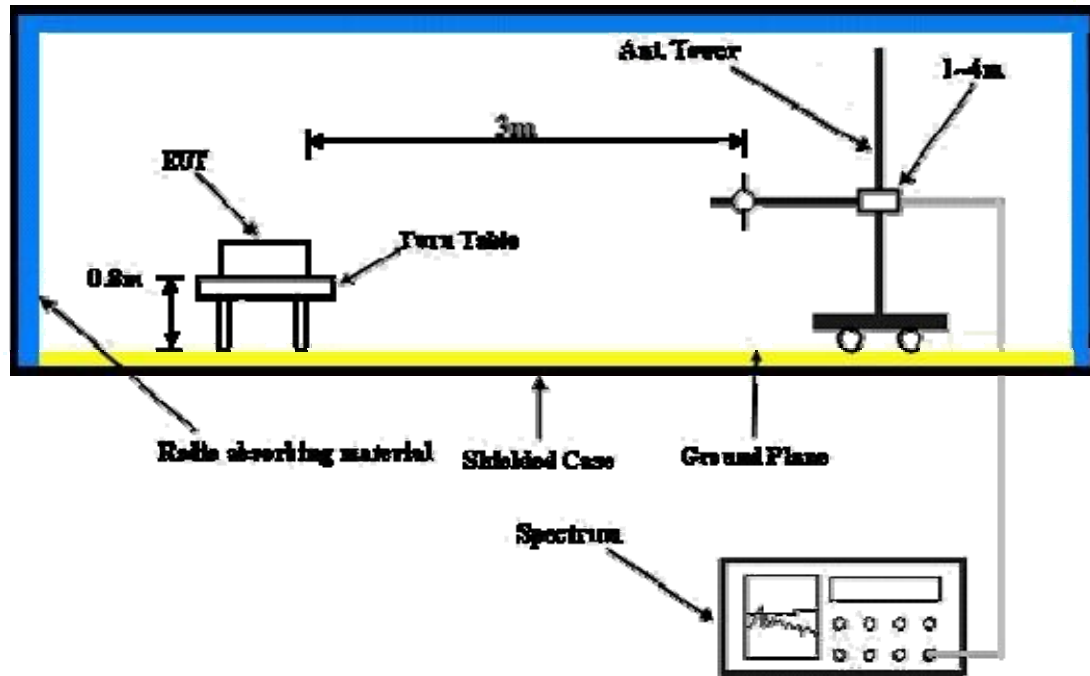 Ant. Tower
1~4m
3m
EUT
Turn Table
0.8m
Radio absorbing material
Shielded Case
Ground Plane
Spectrum